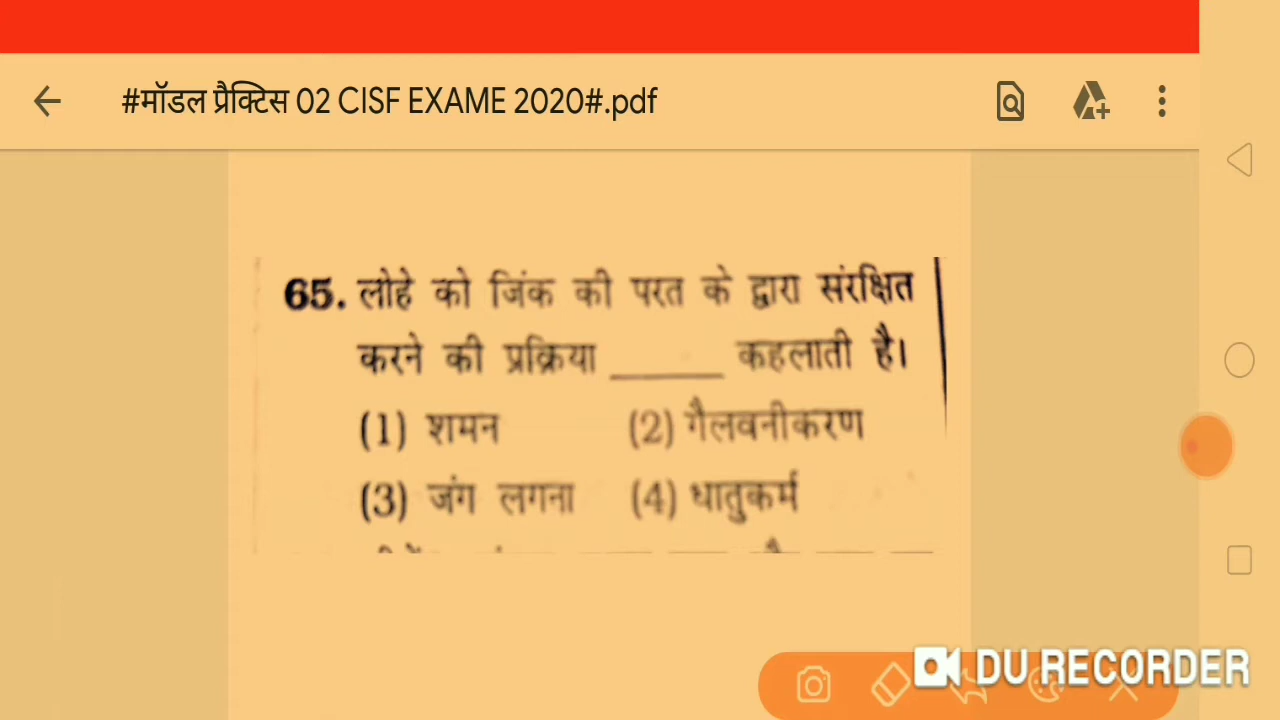 #मॉडल प्रैक्टिस 02 CISF EXAME 2020#.pdf
65. लोहे को जिंक की परत के द्वारा संरक्षित
करने की प्रक्रिया ______ कहलाती है।
(1) शमन (2) गैलवनीकरण
(3) जंग लगना (4) धातुकर्म
DU RECORDER